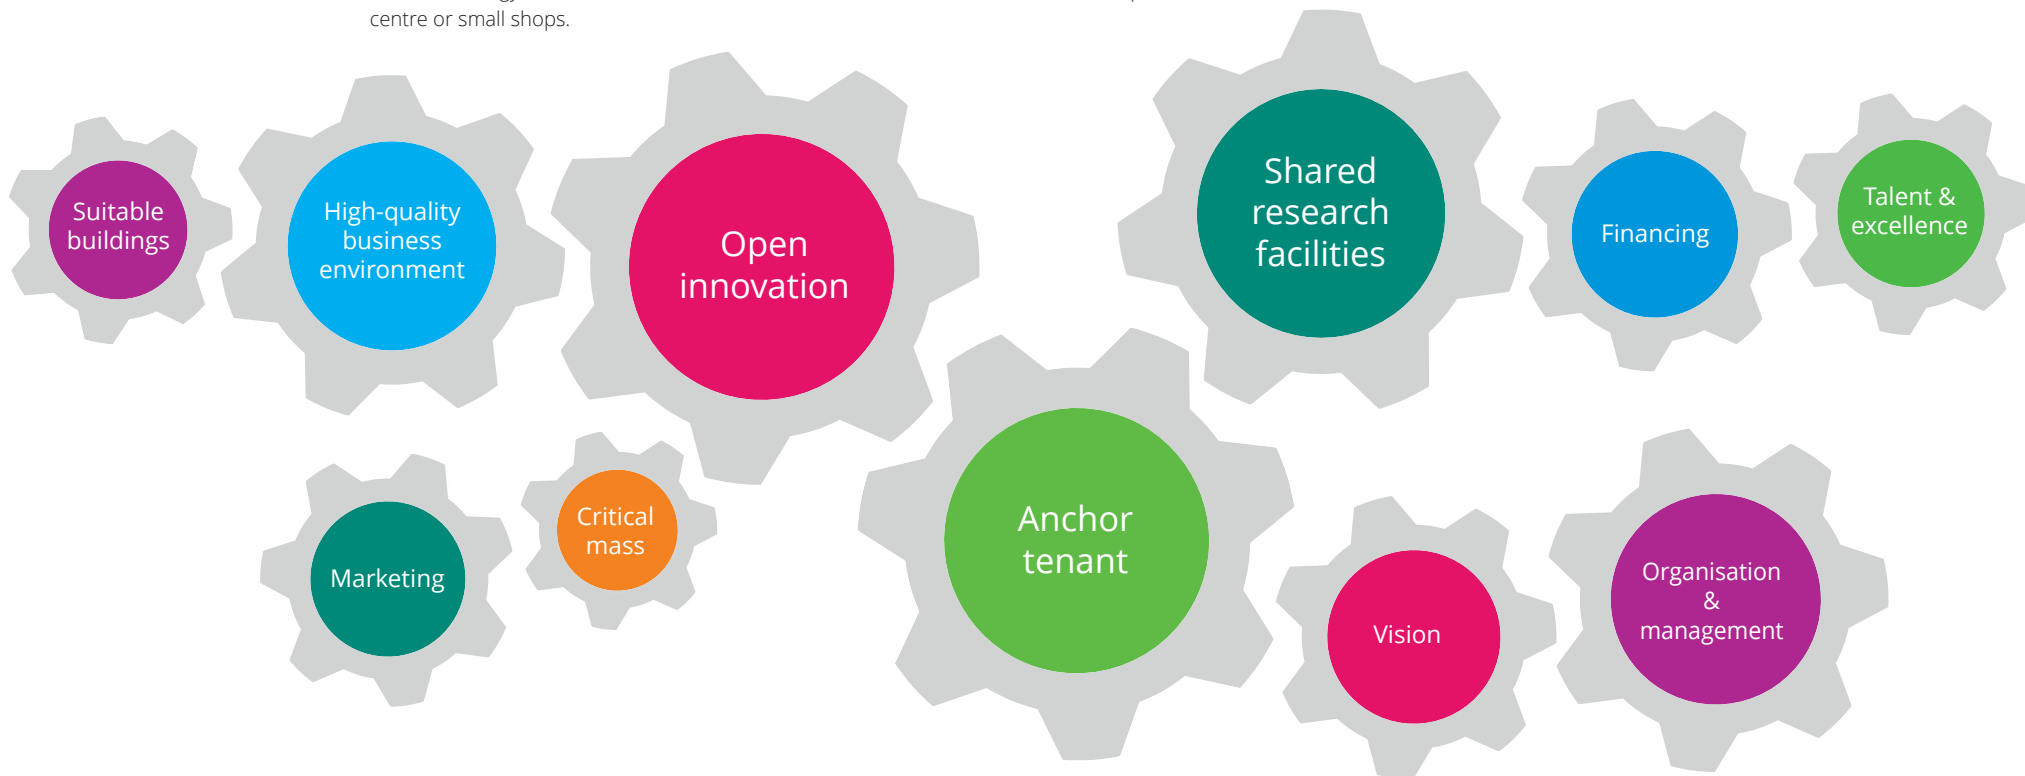 centre or small shops.
Suitable
buildings
High-quality
business
environment
Open
innovation
Shared
research
facilities
Financing
Talent &
excellence
Marketing
Critical
mass
Anchor
tenant
Vision
Organisation
&
management